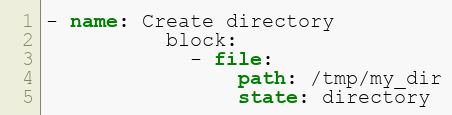 1 - name: Create directory
2           block:
3             - file:
4                 path: /tmp/my_dir
5                 state: directory